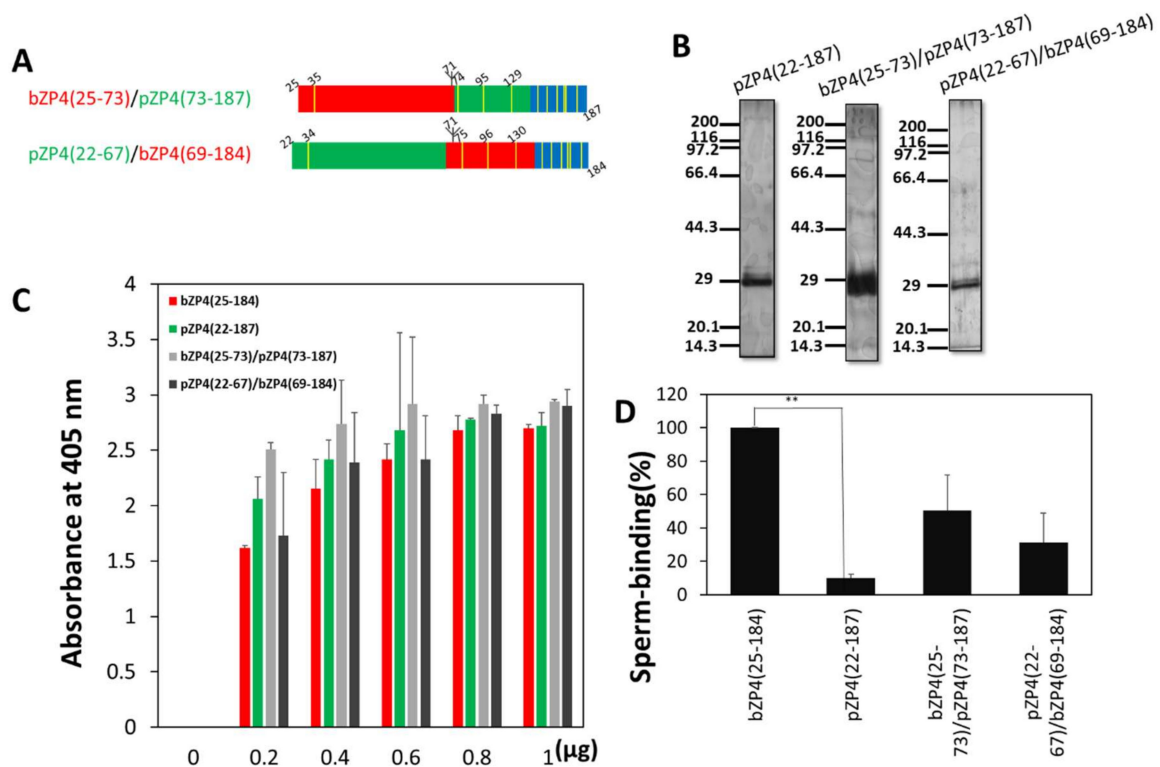 A
25
35
71
74
95
129
bZP4(25-73)/pZP4(73-187)
187
22
34
71
75
96
130
pZP4(22-67)/bZP4(69-184)
184
B
pZP4(22-187)
bZP4(25-73)/pZP4(73-187)
pZP4(22-67)/bZP4(69-184)
200
116
97.2
66.4
44.3
29
20.1
14.3
200
116
97.2
66.4
44.3
29
20.1
14.3
200
116
97.2
66.4
44.3
29
20.1
14.3
C
Absorbance at 405 nm
4
3.5
3
2.5
2
1.5
1
0.5
0
bZP4(25-184)
pZP4(22-187)
bZP4(25-73)/pZP4(73-187)
pZP4(22-67)/bZP4(69-184)
0 0.2 0.4 0.6 0.8 1 (µg)
D
Sperm-binding(%)
120
100
80
60
40
20
0
**
bZP4(25-184)
pZP4(22-187)
bZP4(25-
73)/pZP4(73-187)
pZP4(22-
67)/bZP4(69-184)